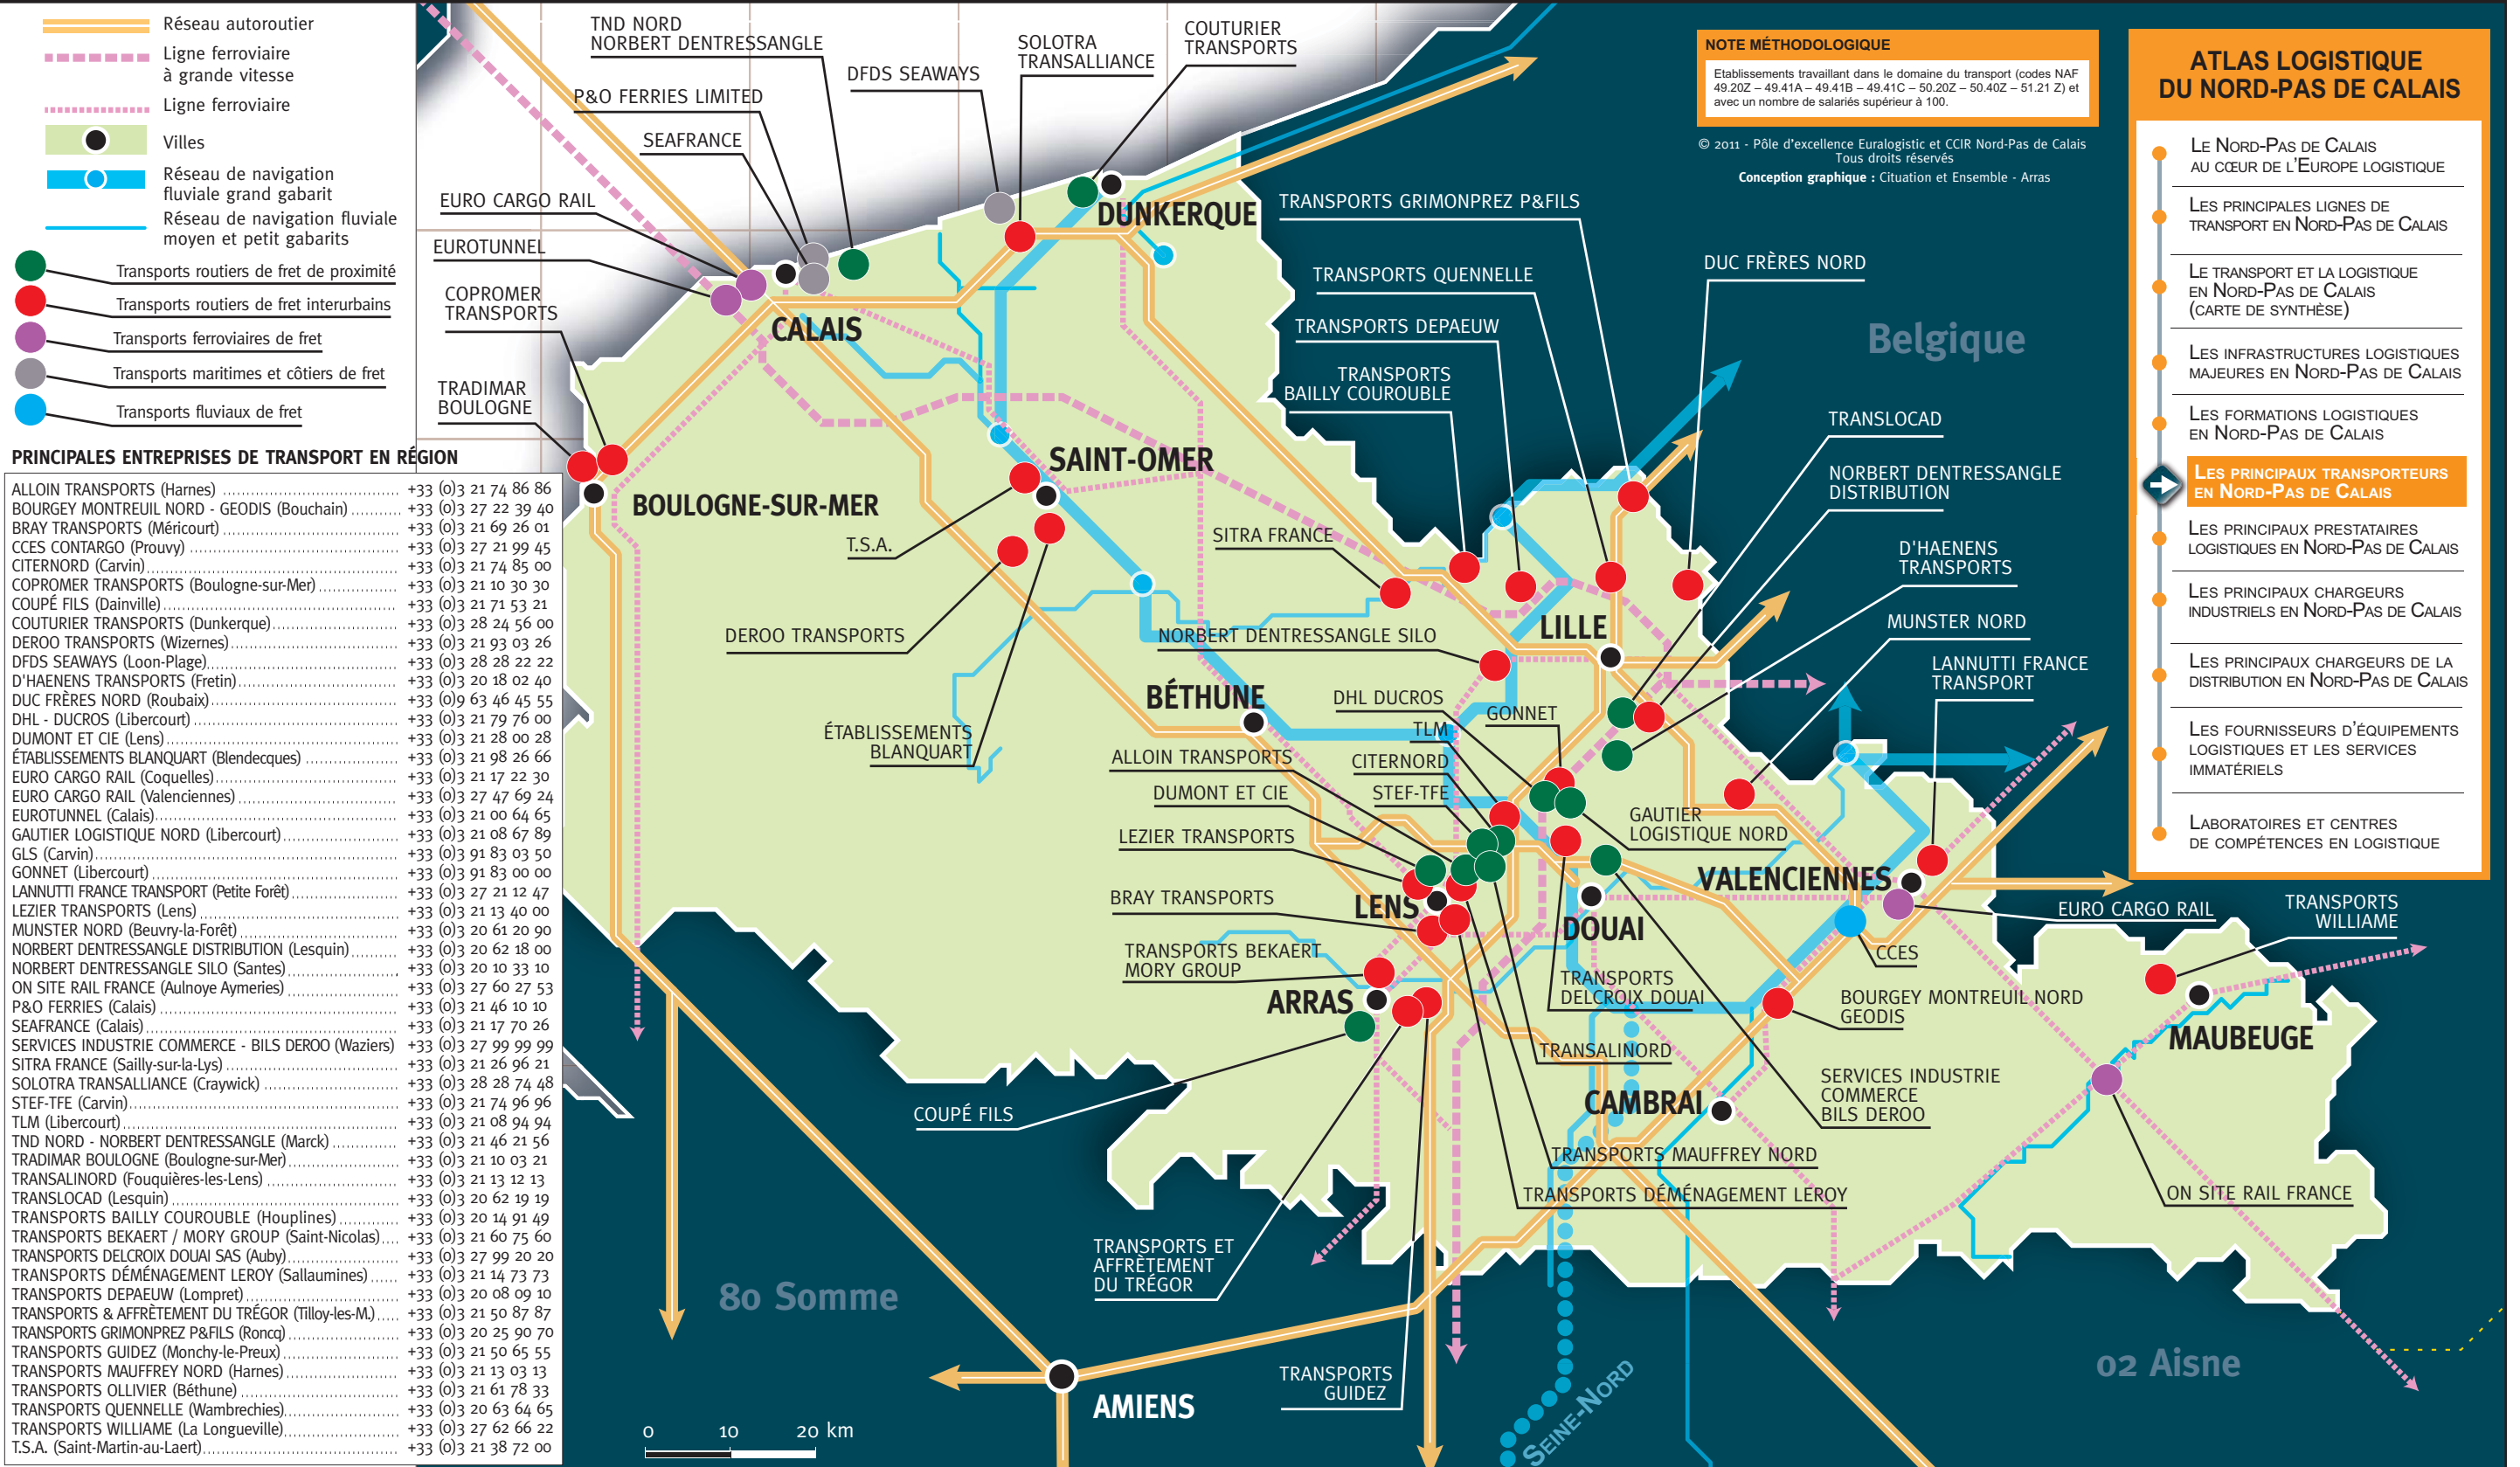 Réseau autoroutier
Ligne ferroviaire
à grande vitesse
Ligne ferroviaire
Villes
Réseau de navigation
fluviale grand gabarit
Réseau de navigation fluviale
moyen et petit gabarits
Transports routiers de fret de proximité
Transports routiers de fret interurbains
Transports ferroviaires de fret
Transports maritimes et côtiers de fret
Transports fluviaux de fret
PRINCIPALES ENTREPRISES DE TRANSPORT EN RÉGION
ALLOIN TRANSPORTS (Harnes) +33 (0)3 21 74 86 86
BOURGEY MONTREUIL NORD - GEODIS (Bouchain) +33 (0)3 27 22 39 40
BRAY TRANSPORTS (Méricourt) +33 (0)3 21 69 26 01
CCES CONTARGO (Prouvy) +33 (0)3 27 21 99 45
CITERNORD (Carvin) +33 (0)3 21 74 85 00
COPROMER TRANSPORTS (Boulogne-sur-Mer) +33 (0)3 21 10 30 30
COUPÉ FILS (Dainville) +33 (0)3 21 71 53 21
COUTURIER TRANSPORTS (Dunkerque) +33 (0)3 28 24 56 00
DEROO TRANSPORTS (Wizernes) +33 (0)3 21 93 03 26
DFDS SEAWAYS (Loon-Plage) +33 (0)3 28 28 22 22
D'HAENENS TRANSPORTS (Fretin) +33 (0)3 20 18 02 40
DUC FRÈRES NORD (Roubaix) +33 (0)9 63 46 45 55
DHL - DUCROS (Libercourt) +33 (0)3 21 79 76 00
DUMONT ET CIE (Lens) +33 (0)3 21 28 00 28
ÉTABLISSEMENTS BLANQUART (Blendecques) +33 (0)3 21 98 26 66
EURO CARGO RAIL (Coquelles) +33 (0)3 21 17 22 30
EURO CARGO RAIL (Valenciennes) +33 (0)3 27 47 69 24
EUROTUNNEL (Calais) +33 (0)3 21 00 64 65
GAUTIER LOGISTIQUE NORD (Libercourt) +33 (0)3 21 08 67 89
GLS (Carvin) +33 (0)3 91 83 03 50
GONNET (Libercourt) +33 (0)3 91 83 00 00
LANNUTTI FRANCE TRANSPORT (Petite Forêt) +33 (0)3 27 21 12 47
LEZIER TRANSPORTS (Lens) +33 (0)3 21 13 40 00
MUNSTER NORD (Beuvry-la-Forêt) +33 (0)3 20 61 20 90
NORBERT DENTRESSANGLE DISTRIBUTION (Lesquin) +33 (0)3 20 62 18 00
NORBERT DENTRESSANGLE SILO (Santes) +33 (0)3 20 10 33 10
ON SITE RAIL FRANCE (Aulnoye Aymeries) +33 (0)3 27 60 27 53
P&O FERRIES (Calais) +33 (0)3 21 46 10 10
SEAFRANCE (Calais) +33 (0)3 21 17 70 26
SERVICES INDUSTRIE COMMERCE - BILS DEROO (Waziers) +33 (0)3 27 99 99 99
SITRA FRANCE (Sailly-sur-la-Lys) +33 (0)3 21 26 96 21
SOLOTRA TRANSALLIANCE (Craywick) +33 (0)3 28 28 74 48
STEF-TFE (Carvin) +33 (0)3 21 74 96 96
TLM (Libercourt) +33 (0)3 21 08 94 94
TND NORD - NORBERT DENTRESSANGLE (Marck) +33 (0)3 21 46 21 56
TRADIMAR BOULOGNE (Boulogne-sur-Mer) +33 (0)3 21 10 03 21
TRANSALINORD (Fouquières-les-Lens) +33 (0)3 21 13 12 13
TRANSLOCAD (Lesquin) +33 (0)3 20 62 19 19
TRANSPORTS BAILLY COUROUBLE (Houplines) +33 (0)3 20 14 91 49
TRANSPORTS BEKAERT / MORY GROUP (Saint-Nicolas) +33 (0)3 21 60 75 60
TRANSPORTS DELCROIX DOUAI SAS (Auby) +33 (0)3 27 99 20 20
TRANSPORTS DÉMÉNAGEMENT LEROY (Sallaumines) +33 (0)3 21 14 73 73
TRANSPORTS DEPAEUW (Lompret) +33 (0)3 20 08 09 10
TRANSPORTS & AFFRÈTEMENT DU TRÉGOR (Tilloy-les-M.) +33 (0)3 21 50 87 87
TRANSPORTS GRIMONPREZ P&FILS (Roncq) +33 (0)3 20 25 90 70
TRANSPORTS GUIDEZ (Monchy-le-Preux) +33 (0)3 21 50 65 55
TRANSPORTS MAUFFREY NORD (Harnes) +33 (0)3 21 13 03 13
TRANSPORTS OLLIVIER (Béthune) +33 (0)3 21 61 78 33
TRANSPORTS QUENNELLE (Wambrechies) +33 (0)3 20 63 64 65
TRANSPORTS WILLIAME (La Longueville) +33 (0)3 27 62 66 22
T.S.A. (Saint-Martin-au-Laert) +33 (0)3 21 38 72 00
TND NORD
NORBERT DENTRESSANGLE
P&O FERRIES LIMITED
SEAFRANCE
EURO CARGO RAIL
EUROTUNNEL
COPROMER
TRANSPORTS
TRADIMAR
BOULOGNE
DFDS SEAWAYS
SOLOTRA
TRANSALLIANCE
COUTURIER
TRANSPORTS
DUNKERQUE
CALAIS
BOULOGNE-SUR-MER
SAINT-OMER
T.S.A.
DEROO TRANSPORTS
ÉTABLISSEMENTS
BLANQUART
TRANSPORTS GRIMONPREZ P&FILS
TRANSPORTS QUENNELLE
TRANSPORTS DEPAEUW
TRANSPORTS
BAILLY COUROUBLE
DUC FRÈRES NORD
Belgique
TRANSLOCAD
NORBERT DENTRESSANGLE
DISTRIBUTION
D'HAENENS
TRANSPORTS
MUNSTER NORD
LANNUTTI FRANCE
TRANSPORT
SITRA FRANCE
NORBERT DENTRESSANGLE SILO
LILLE
BÉTHUNE
DHL DUCROS
GONNET
TLM
ALLOIN TRANSPORTS
CITERNORD
DUMONT ET CIE
STEF-TFE
LEZIER TRANSPORTS
GAUTIER
LOGISTIQUE NORD
BRAY TRANSPORTS
LENS
DOUAI
VALENCIENNES
EURO CARGO RAIL
TRANSPORTS
WILLIAME
CCES
TRANSPORTS BEKAERT
MORY GROUP
ARRAS
TRANSPORTS
DELCROIX DOUAI
BOURGEY MONTREUIL NORD
GEODIS
MAUBEUGE
TRANSALINORD
SERVICES INDUSTRIE
COMMERCE
BILS DEROO
CAMBRAI
COUPÉ FILS
TRANSPORTS MAUFFREY NORD
TRANSPORTS DÉMÉNAGEMENT LEROY
ON SITE RAIL FRANCE
TRANSPORTS ET
AFFRÈTEMENT
DU TRÉGOR
TRANSPORTS
GUIDEZ
80 Somme
02 Aisne
AMIENS
SEINE-NORD
0 10 20 km
NOTE MÉTHODOLOGIQUE
Etablissements travaillant dans le domaine du transport (codes NAF
49.20Z – 49.41A – 49.41B – 49.41C – 50.20Z – 50.40Z – 51.21 Z) et
avec un nombre de salariés supérieur à 100.
© 2011 - Pôle d'excellence Euralogistic et CCIR Nord-Pas de Calais
Tous droits réservés
Conception graphique : Cituation et Ensemble - Arras
ATLAS LOGISTIQUE
DU NORD-PAS DE CALAIS
LE NORD-PAS DE CALAIS
AU CŒUR DE L'EUROPE LOGISTIQUE
LES PRINCIPALES LIGNES DE
TRANSPORT EN NORD-PAS DE CALAIS
LE TRANSPORT ET LA LOGISTIQUE
EN NORD-PAS DE CALAIS
(CARTE DE SYNTHÈSE)
LES INFRASTRUCTURES LOGISTIQUES
MAJEURES EN NORD-PAS DE CALAIS
LES FORMATIONS LOGISTIQUES
EN NORD-PAS DE CALAIS
LES PRINCIPAUX TRANSPORTEURS
EN NORD-PAS DE CALAIS
LES PRINCIPAUX PRESTATAIRES
LOGISTIQUES EN NORD-PAS DE CALAIS
LES PRINCIPAUX CHARGEURS
INDUSTRIELS EN NORD-PAS DE CALAIS
LES PRINCIPAUX CHARGEURS DE LA
DISTRIBUTION EN NORD-PAS DE CALAIS
LES FOURNISSEURS D'ÉQUIPEMENTS
LOGISTIQUES ET LES SERVICES
IMMATÉRIELS
LABORATOIRES ET CENTRES
DE COMPÉTENCES EN LOGISTIQUE